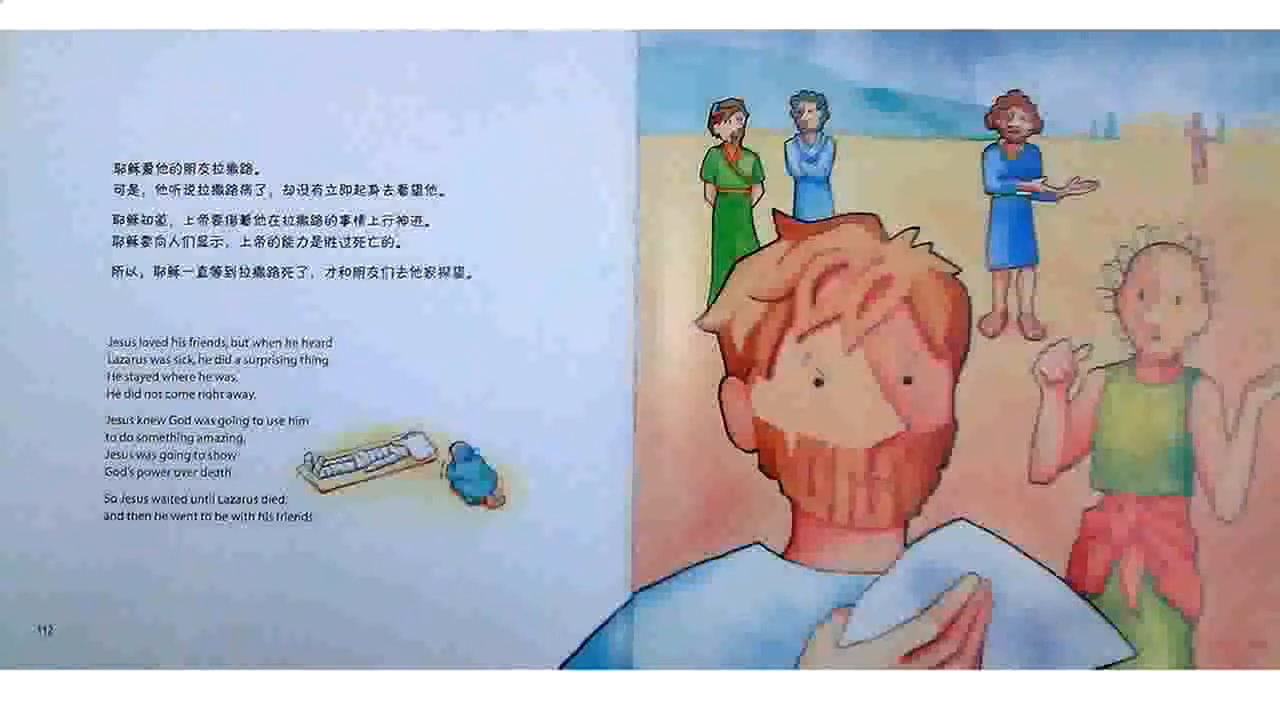 耶稣爱他的朋友拉撒路。
可是，他听说拉撒路病了，却没有立即起身去看望他。
耶稣知道，上帝要借着他在拉撒路的事情上行神迹。
耶稣要向人们显示，上帝的能力是胜过死亡的。
所以，耶稣一直等到拉撒路死了，才和朋友们去他家探望。
Jesus loved his friends, but when he heard
Lazarus was sick, he did a surprising thing.
He stayed where he was.
He did not come right away.
Jesus knew God was going to use him
to do something amazing.
Jesus was going to show
God's power over death.
So Jesus waited until Lazarus died,
and then he went to be with his friends.
112